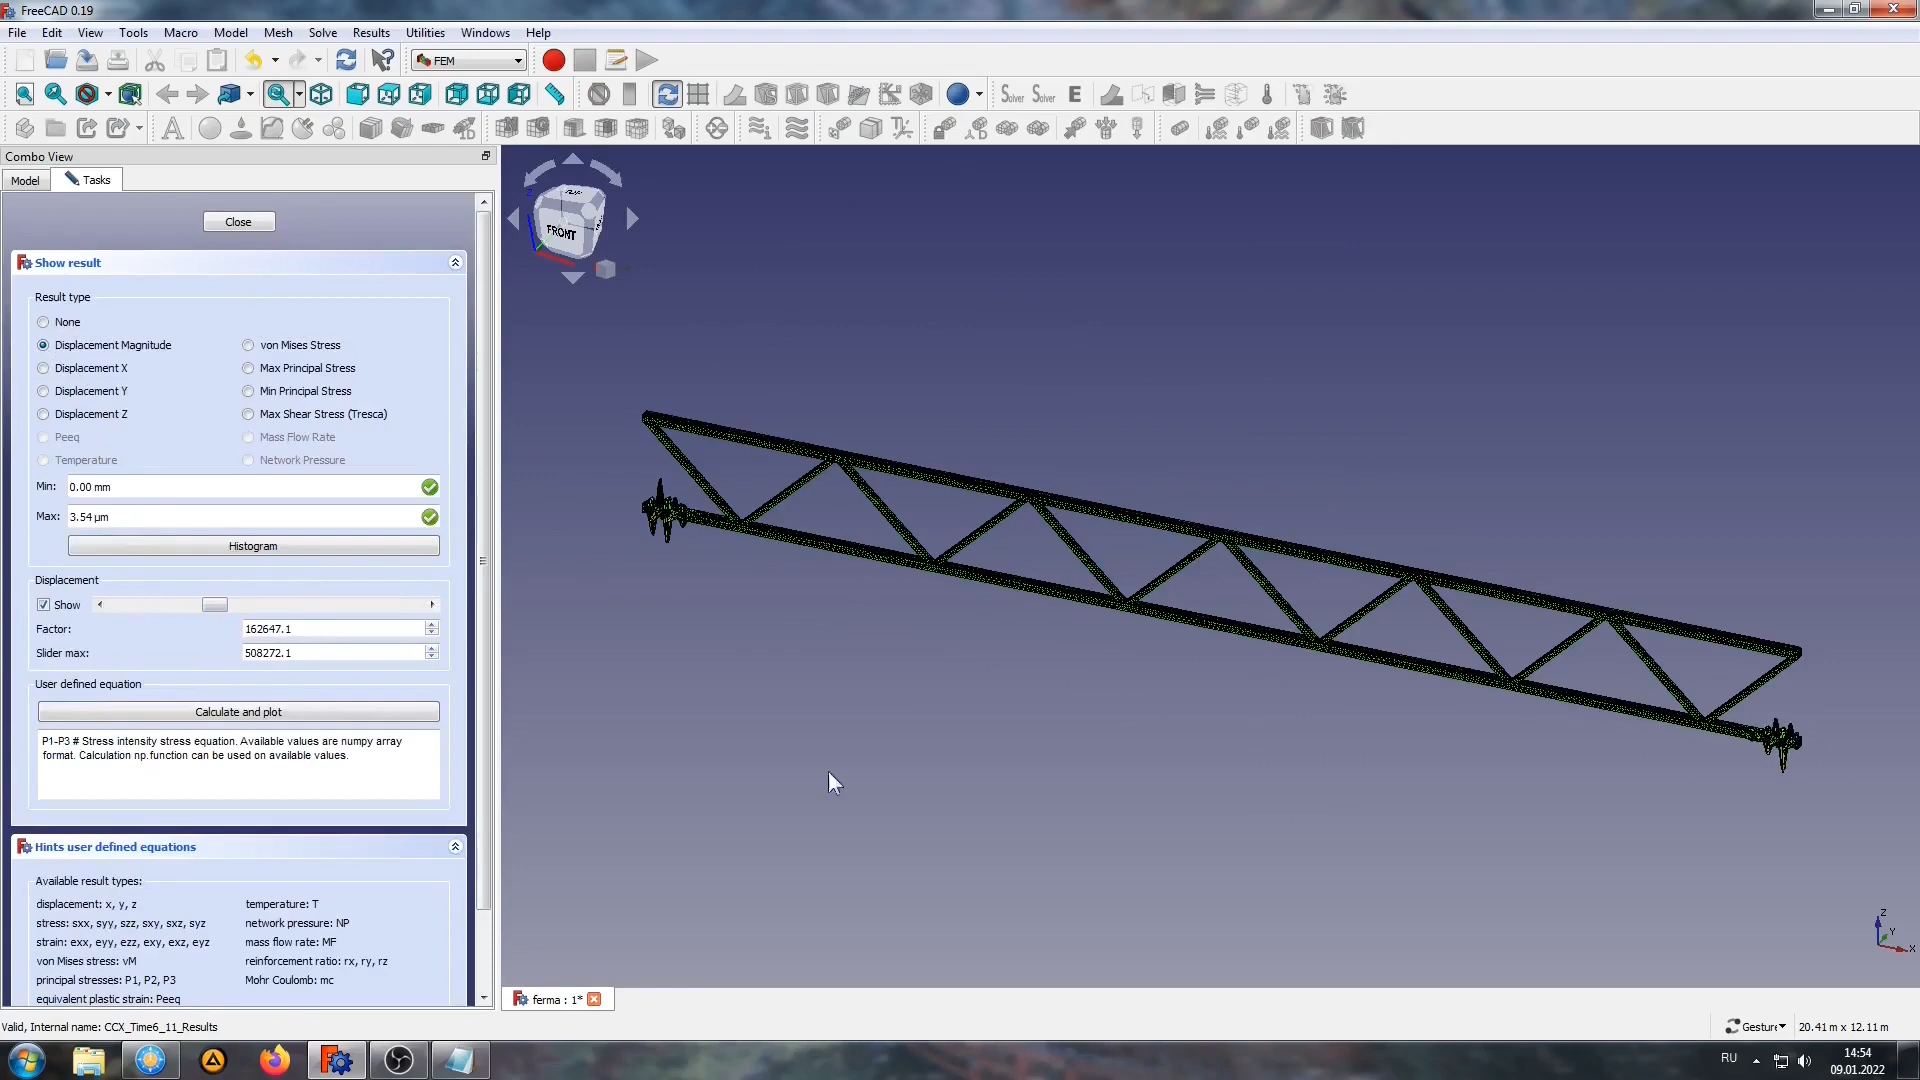 FreeCAD 0.19
File Edit View Tools Macro Model Mesh Solve Results Utilities Windows Help
FEM
Solver Solver E
Combo View
Model Tasks
Close
Show result
Result type
None
Displacement Magnitude von Mises Stress
Displacement X Max Principal Stress
Displacement Y Min Principal Stress
Displacement Z Max Shear Stress (Tresca)
Peeq Mass Flow Rate
Temperature Network Pressure
Min: 0.00 mm
Max: 3.54 µm
Histogram
Displacement
Show
Factor: 162647.1
Slider max: 508272.1
User defined equation
Calculate and plot
P1-P3 # Stress intensity stress equation. Available values are numpy array
format. Calculation np.function can be used on available values.
Hints user defined equations
Available result types:
displacement: x, y, z temperature: T
stress: sxx, syy, szz, sxy, sxz, syz network pressure: NP
strain: exx, eyy, ezz, exy, exz, eyz mass flow rate: MF
von Mises stress: vM reinforcement ratio: rx, ry, rz
principal stresses: P1, P2, P3 Mohr Coulomb: mc
equivalent plastic strain: Peeq
FRONT
Z
Y
X
ferma : 1*
Valid, Internal name: CCX_Time6_11_Results
Gesture 20.41 m x 12.11 m
RU
14:54
09.01.2022